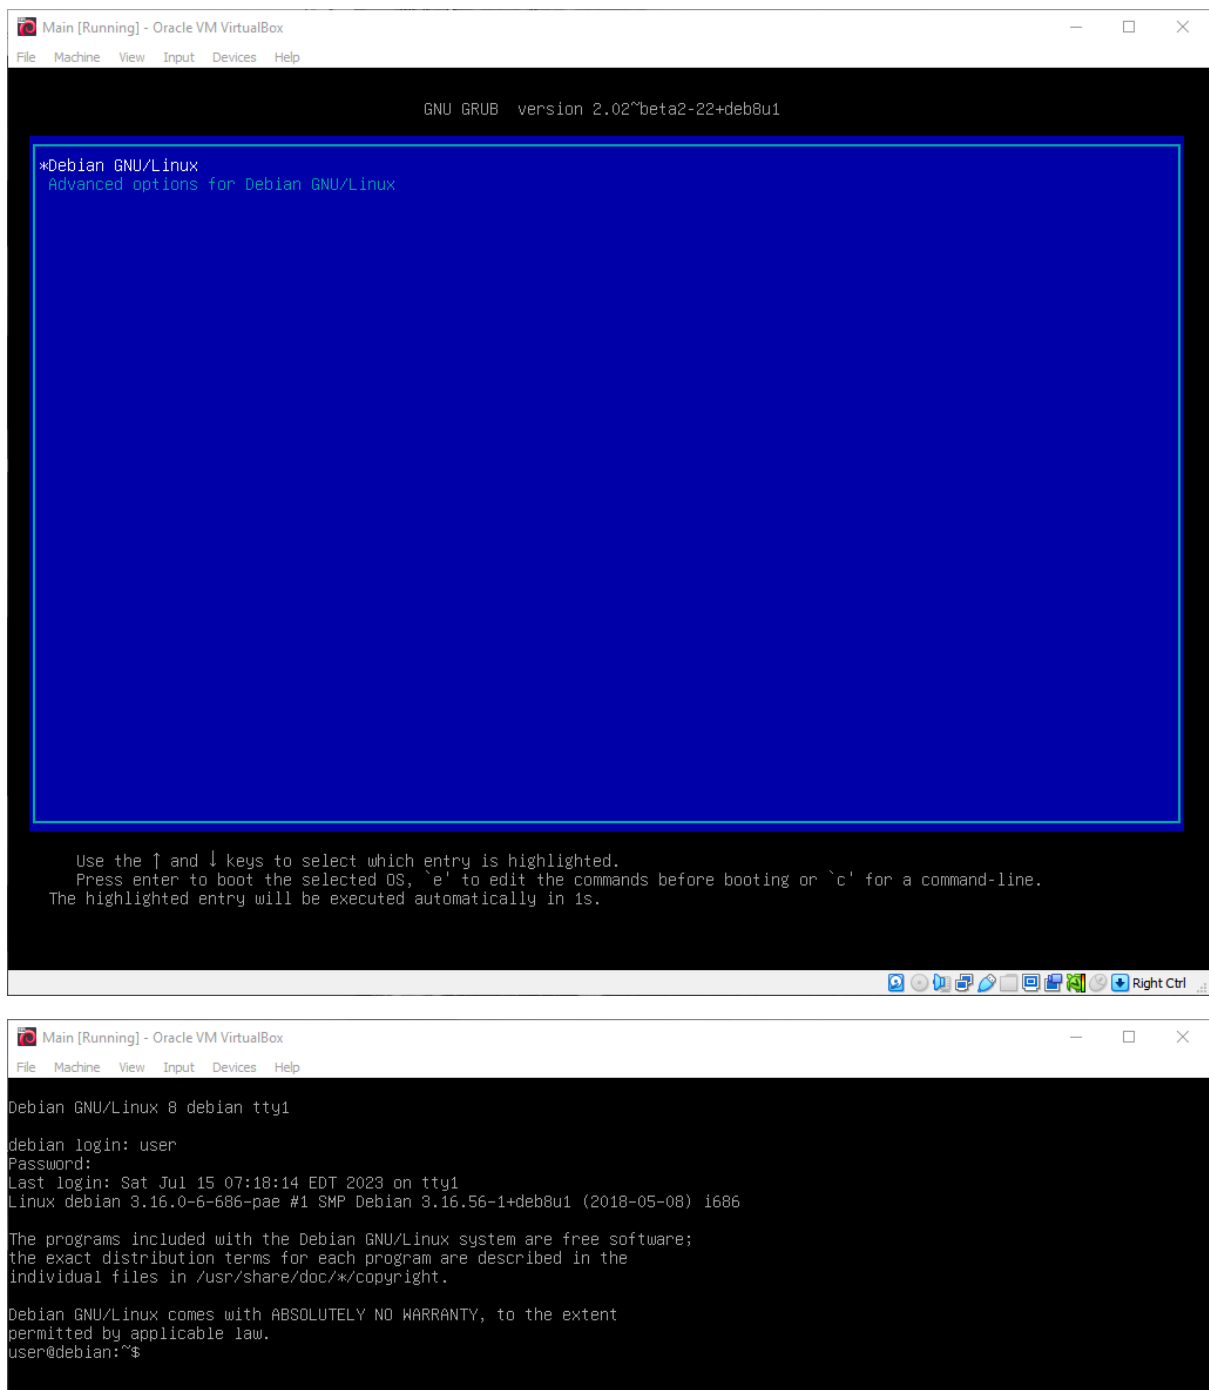 Main [Running] - Oracle VM VirtualBox
File Machine View Input Devices Help
GNU GRUB version 2.02~beta2-22+deb8u1
*Debian GNU/Linux
Advanced options for Debian GNU/Linux
Use the ↑ and ↓ keys to select which entry is highlighted.
Press enter to boot the selected OS, `e' to edit the commands before booting or `c' for a command-line.
The highlighted entry will be executed automatically in 1s.
Right Ctrl
Main [Running] - Oracle VM VirtualBox
File Machine View Input Devices Help
Debian GNU/Linux 8 debian tty1
debian login: user
Password:
Last login: Sat Jul 15 07:18:14 EDT 2023 on tty1
Linux debian 3.16.0-6-686-pae #1 SMP Debian 3.16.56-1+deb8u1 (2018-05-08) i686
The programs included with the Debian GNU/Linux system are free software;
the exact distribution terms for each program are described in the
individual files in /usr/share/doc/*/copyright.
Debian GNU/Linux comes with ABSOLUTELY NO WARRANTY, to the extent
permitted by applicable law.
user@debian:~$